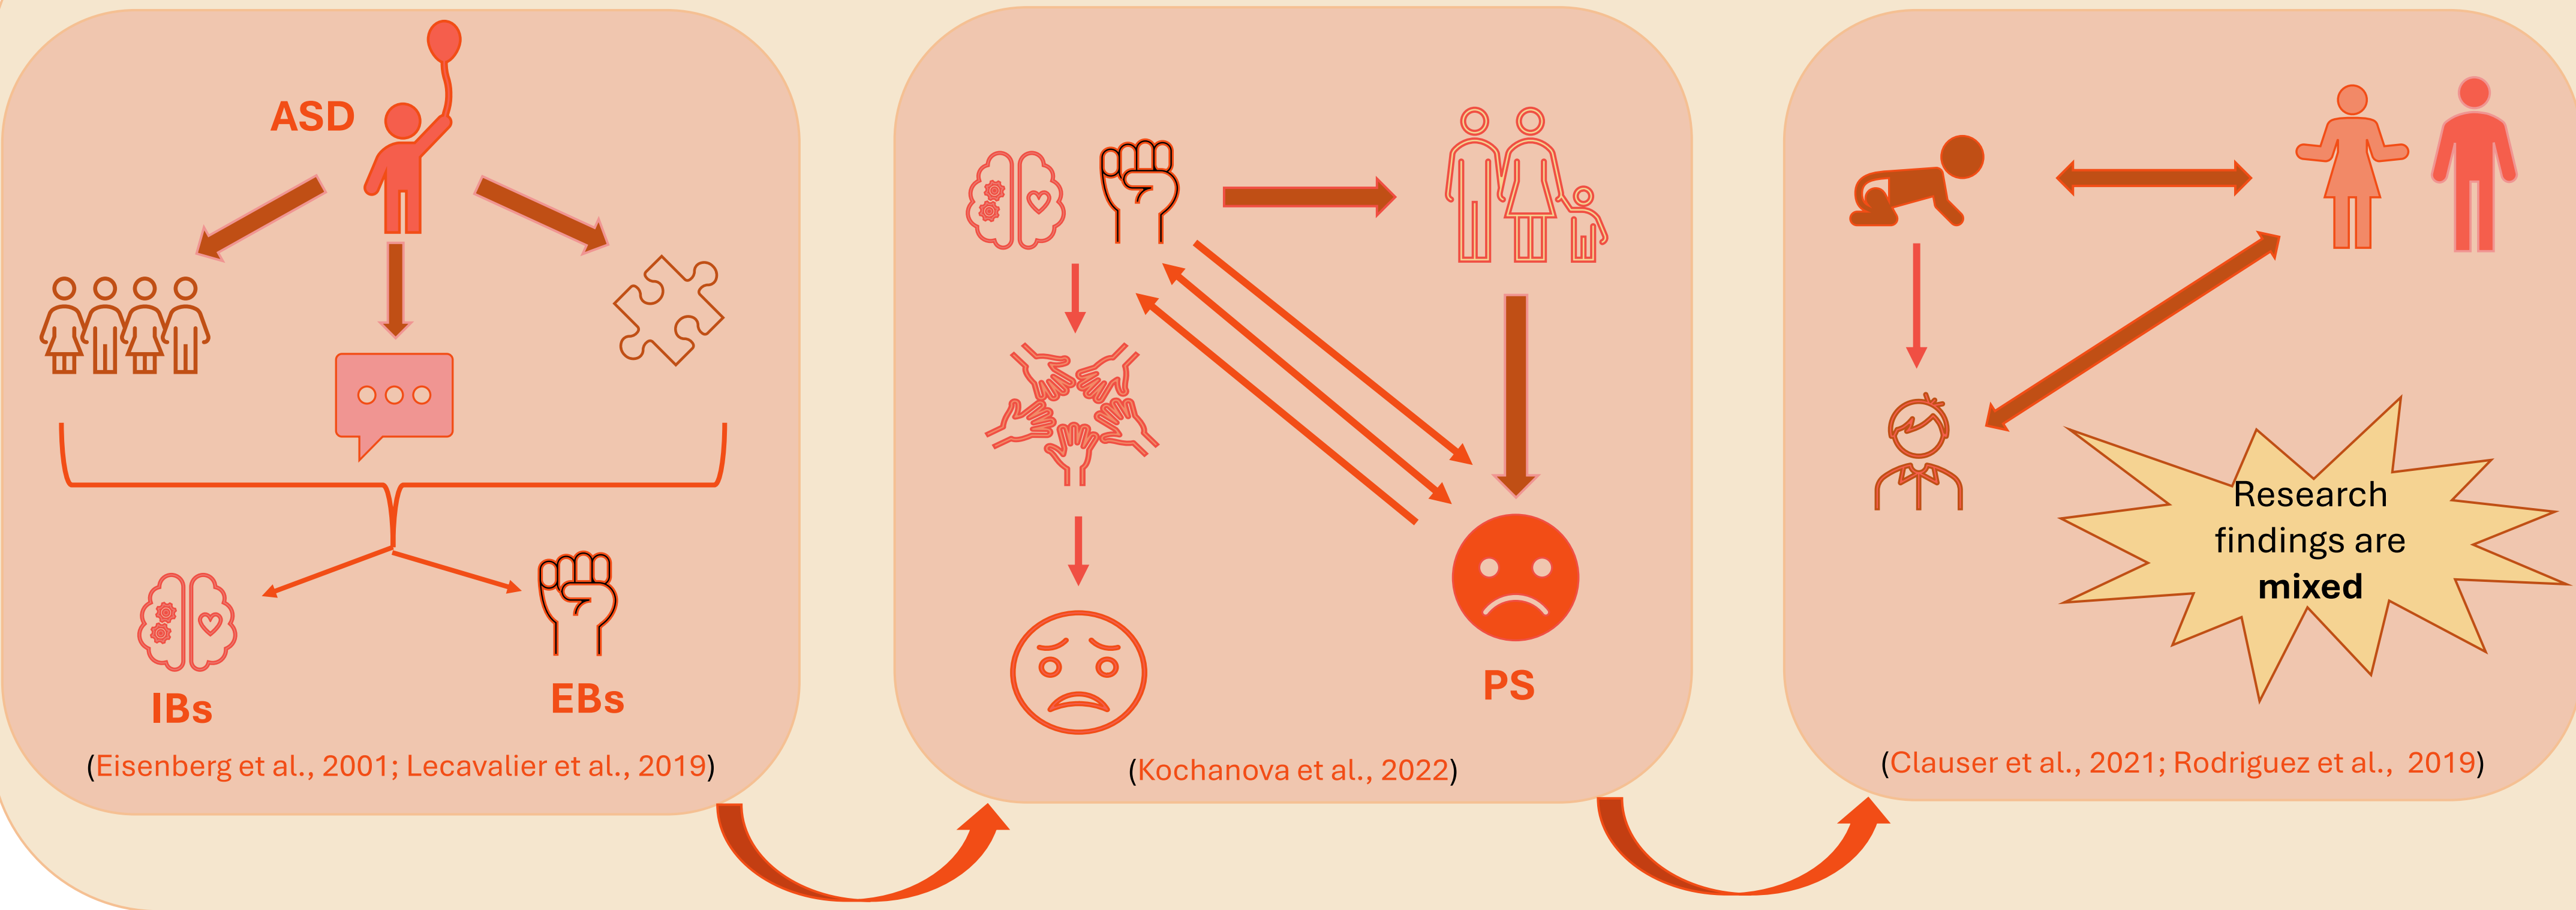 ASD
IBs
EBs
(Eisenberg et al., 2001; Lecavalier et al., 2019)
PS
(Kochanova et al., 2022)
Research
findings are
mixed
(Clauser et al., 2021; Rodriguez et al., 2019)